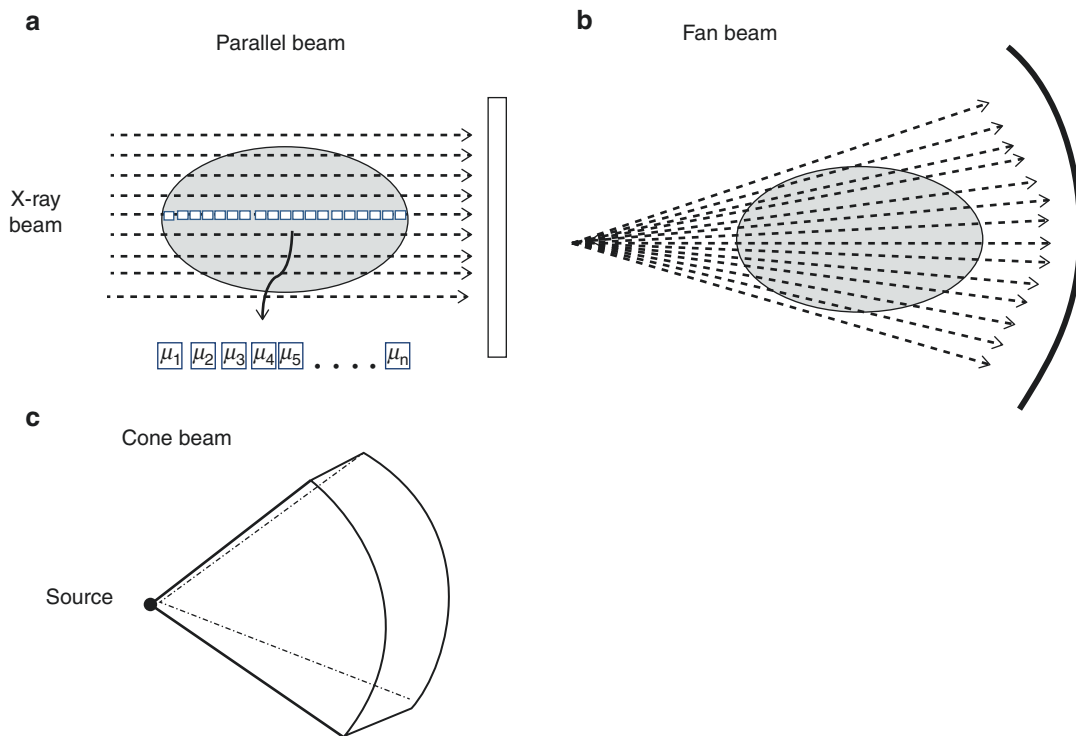 a
Parallel beam
X-ray
beam
μ1 μ2 μ3 μ4 μ5 . . . . μn
b
Fan beam
c
Cone beam
Source